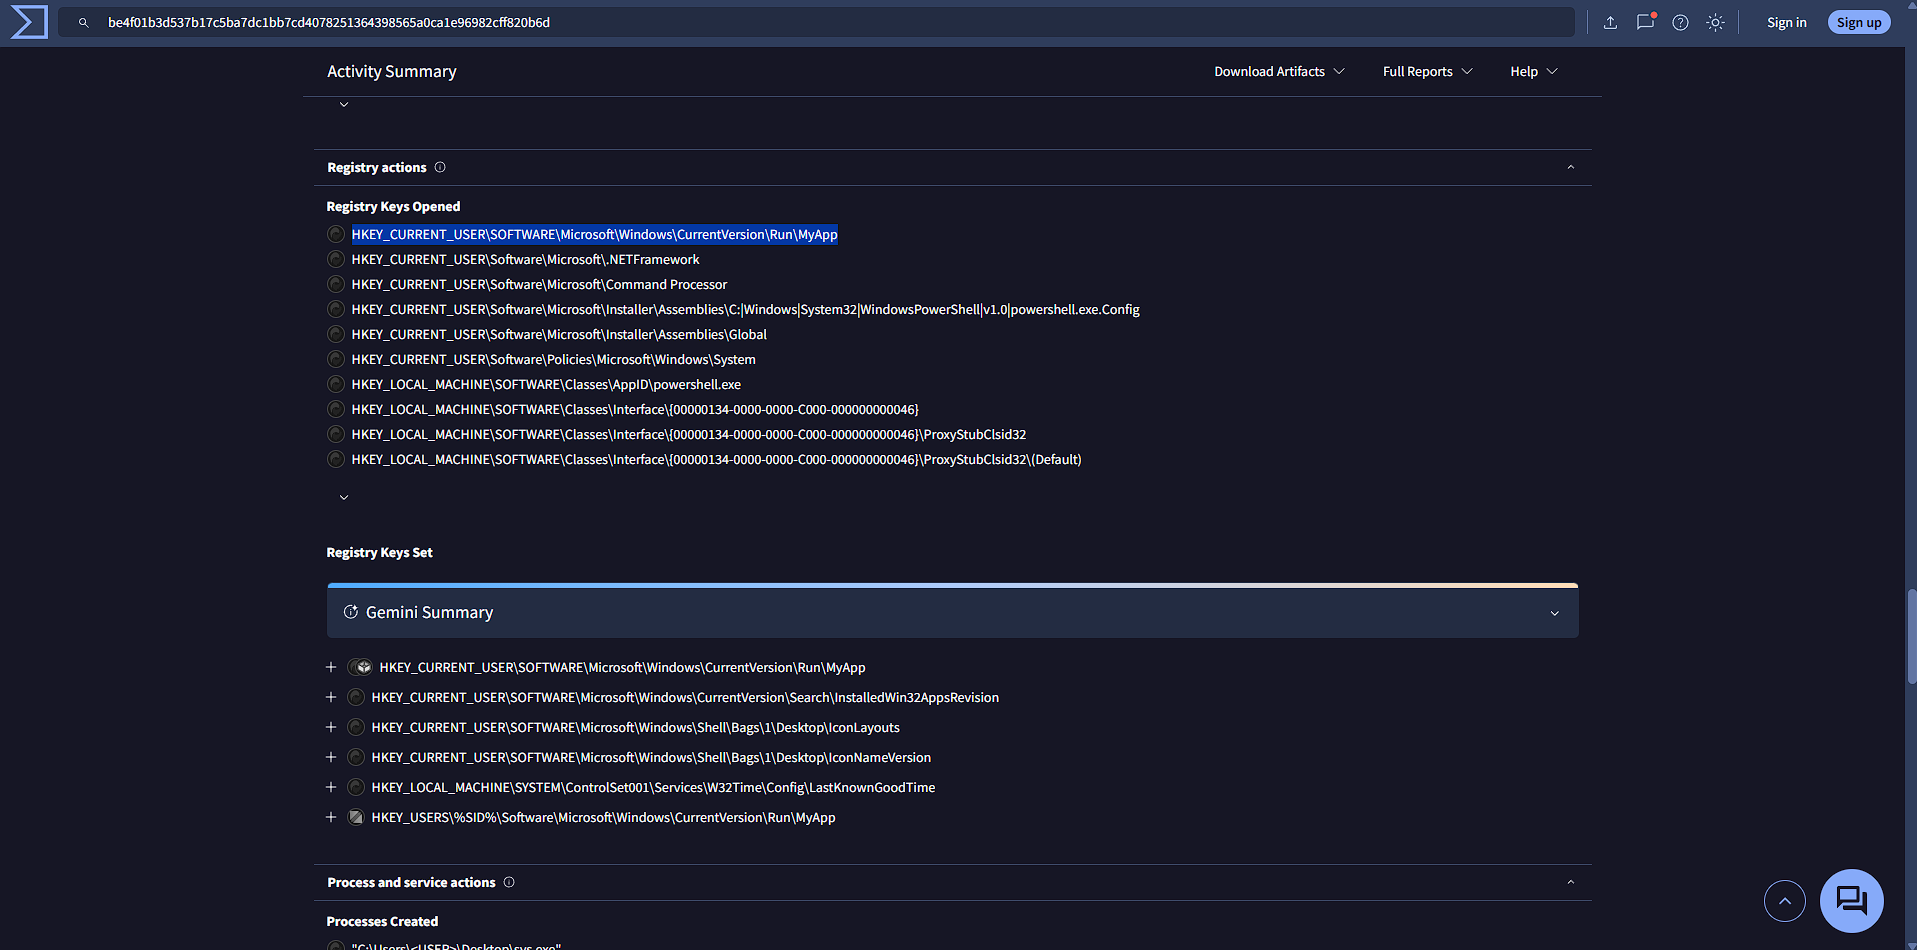 be4f01b3d537b17c5ba7dc1bb7cd4078251364398565a0ca1e96982cff820b6d
Sign in
Sign up
Activity Summary
Download Artifacts
Full Reports
Help
Registry actions
Registry Keys Opened
HKEY_CURRENT_USER\SOFTWARE\Microsoft\Windows\CurrentVersion\Run\MyApp
HKEY_CURRENT_USER\Software\Microsoft\.NETFramework
HKEY_CURRENT_USER\Software\Microsoft\Command Processor
HKEY_CURRENT_USER\Software\Microsoft\Installer\Assemblies\C:|Windows|System32|WindowsPowerShell|v1.0|powershell.exe.Config
HKEY_CURRENT_USER\Software\Microsoft\Installer\Assemblies\Global
HKEY_CURRENT_USER\Software\Policies\Microsoft\Windows\System
HKEY_LOCAL_MACHINE\SOFTWARE\Classes\AppID\powershell.exe
HKEY_LOCAL_MACHINE\SOFTWARE\Classes\Interface\{00000134-0000-0000-C000-000000000046}
HKEY_LOCAL_MACHINE\SOFTWARE\Classes\Interface\{00000134-0000-0000-C000-000000000046}\ProxyStubClsid32
HKEY_LOCAL_MACHINE\SOFTWARE\Classes\Interface\{00000134-0000-0000-C000-000000000046}\ProxyStubClsid32\(Default)
Registry Keys Set
Gemini Summary
HKEY_CURRENT_USER\SOFTWARE\Microsoft\Windows\CurrentVersion\Run\MyApp
HKEY_CURRENT_USER\SOFTWARE\Microsoft\Windows\CurrentVersion\Search\InstalledWin32AppsRevision
HKEY_CURRENT_USER\SOFTWARE\Microsoft\Windows\Shell\Bags\1\Desktop\IconLayouts
HKEY_CURRENT_USER\SOFTWARE\Microsoft\Windows\Shell\Bags\1\Desktop\IconNameVersion
HKEY_LOCAL_MACHINE\SYSTEM\ControlSet001\Services\W32Time\Config\LastKnownGoodTime
HKEY_USERS\%SID%\Software\Microsoft\Windows\CurrentVersion\Run\MyApp
Process and service actions
Processes Created
"C:\Users\<USER>\Desktop\sys.exe"